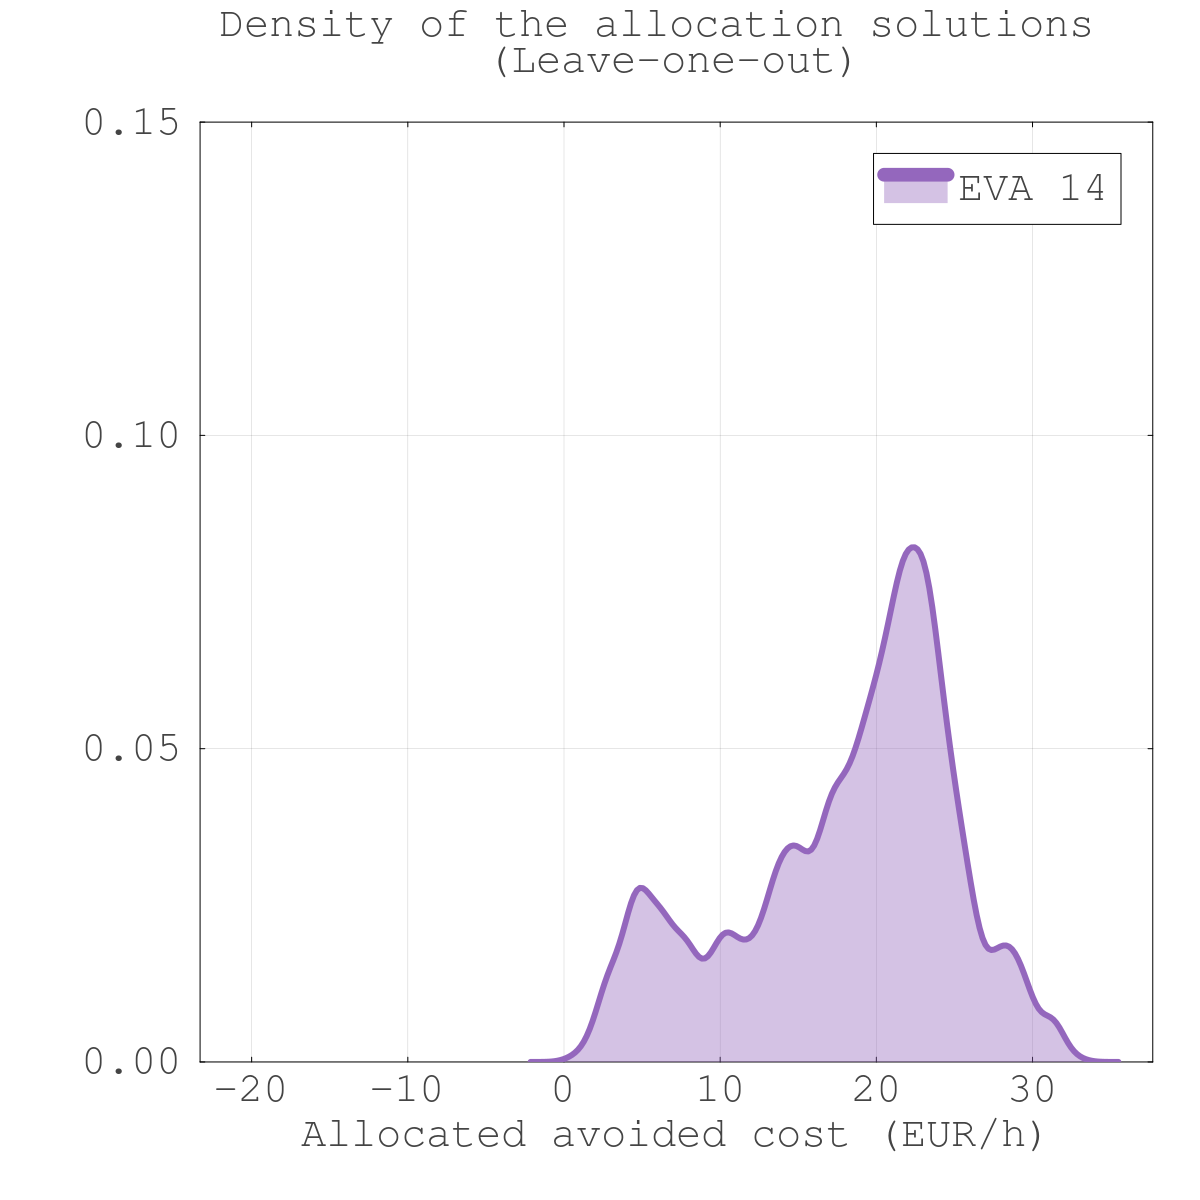 Density of the allocation solutions
(Leave-one-out)
0.15
EVA 14
0.10
0.05
0.00
−20 −10 0 10 20 30
Allocated avoided cost (EUR/h)